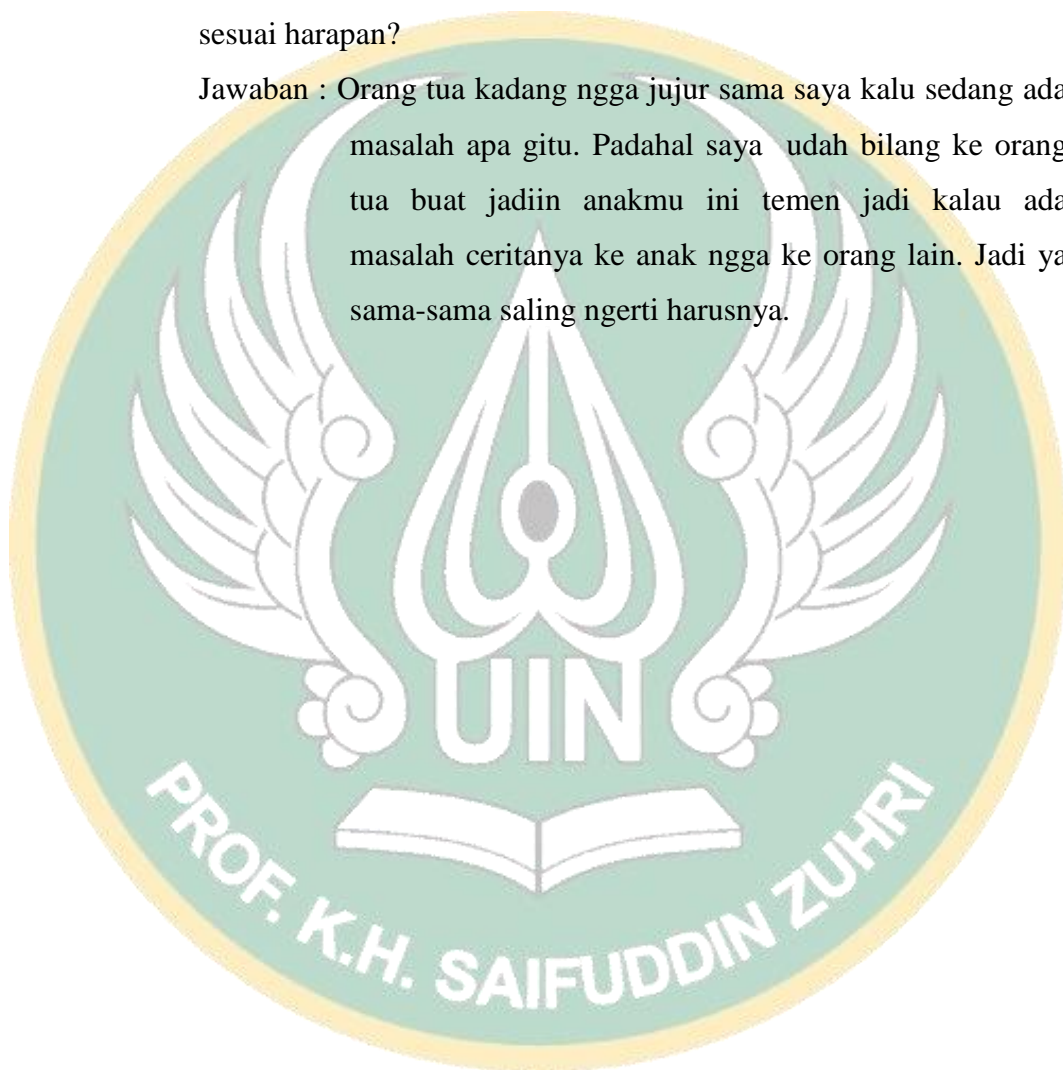 sesuai harapan?
Jawaban : Orang tua kadang ngga jujur sama saya kalu sedang ada
masalah apa gitu. Padahal saya udah bilang ke orang
tua buat jadiin anakmu ini temen jadi kalau ada
masalah ceritanya ke anak ngga ke orang lain. Jadi ya
sama-sama saling ngerti harusnya.
UIN
PROF. K.H. SAIFUDDIN ZUHRI